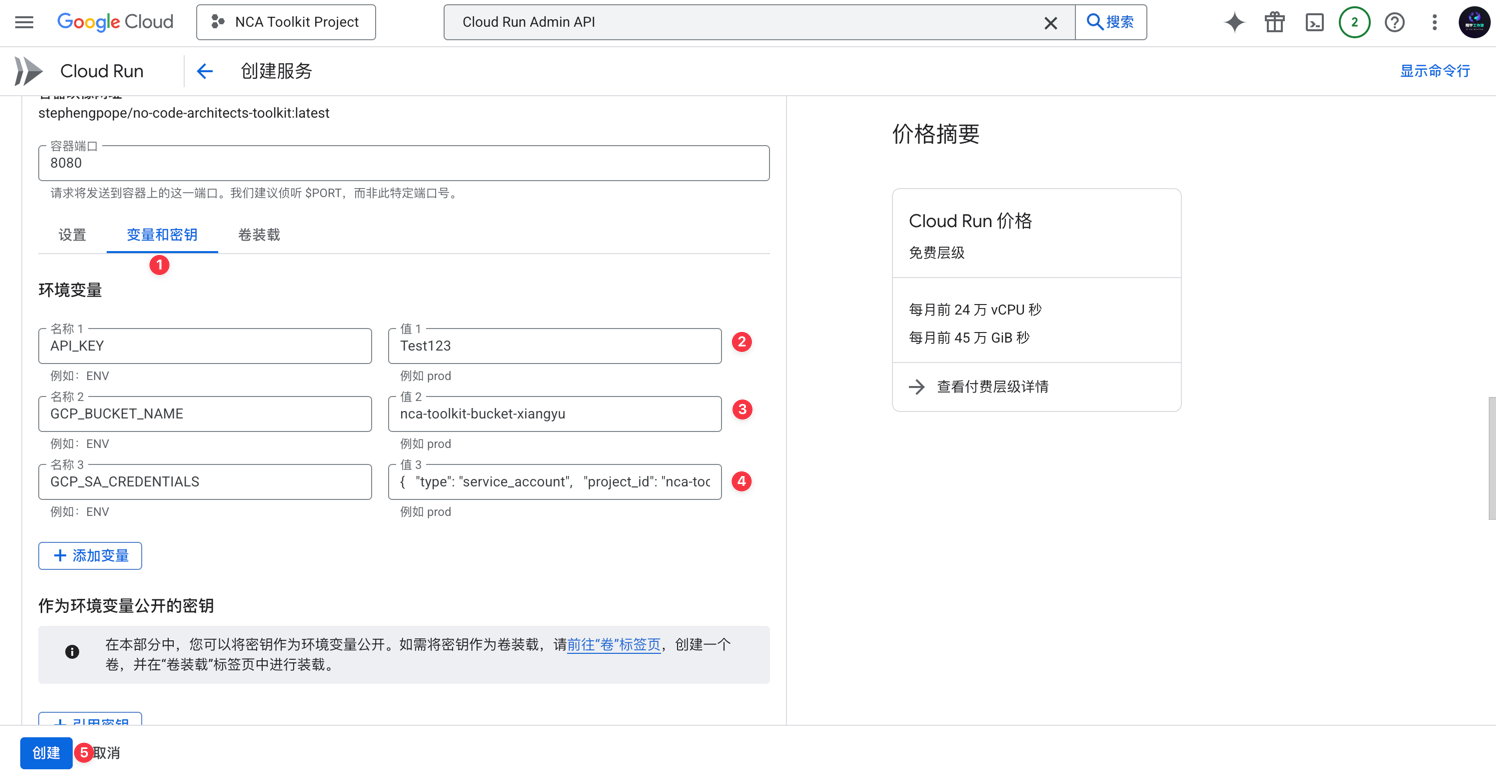 Google Cloud
NCA Toolkit Project
Cloud Run Admin API
搜索
2
Cloud Run
创建服务
显示命令行
stephengpope/no-code-architects-toolkit:latest
容器端口
8080
请求将发送到容器上的这一端口。我们建议侦听 $PORT，而非此特定端口号。
设置
变量和密钥
卷装载
1
环境变量
名称 1
API_KEY
例如：ENV
值 1
Test123
例如 prod
2
名称 2
GCP_BUCKET_NAME
例如：ENV
值 2
nca-toolkit-bucket-xiangyu
例如 prod
3
名称 3
GCP_SA_CREDENTIALS
例如：ENV
值 3
{ "type": "service_account", "project_id": "nca-toc
例如 prod
4
添加变量
作为环境变量公开的密钥
在本部分中，您可以将密钥作为环境变量公开。如需将密钥作为卷装载，请前往“卷”标签页，创建一个
卷，并在“卷装载”标签页中进行装载。
引用密钥
创建
5
取消
价格摘要
Cloud Run 价格
免费层级
每月前 24 万 vCPU 秒
每月前 45 万 GiB 秒
查看付费层级详情